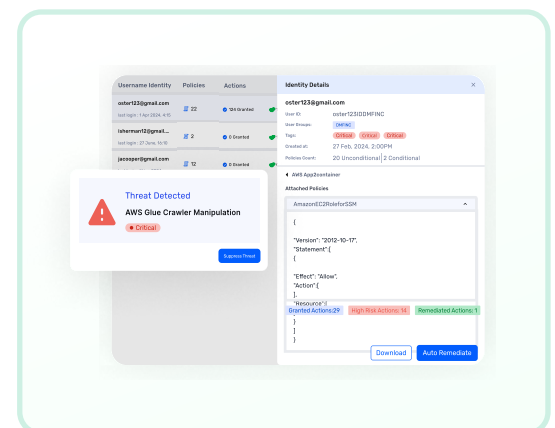 Username Identity Policies Actions
oster123@gmail.com
last login : 1 Apr 2024, 4:15
22
124 Granted
lsherman12@gmail....
last login : 27 June, 16:15
2
0 Granted
jacooper@gmail.com
12
0 Granted
Threat Detected
AWS Glue Crawler Manipulation
Critical
Suppress Threat
Identity Details ×
oster123@gmail.com
User ID: oster123IDDMFINC
User Groups: DMFINC
Tags: Critical Critical Critical
Created at: 27 Feb, 2024, 2:00PM
Policies Count: 20 Unconditional 2 Conditional
AWS App2container
Attached Policies
AmazonEC2RoleforSSM
{
"Version": "2012-10-17",
"Statement":[
{
"Effect": "Allow",
"Action":[
],
"Resource":[
Granted Actions:29 High Risk Actions: 14 Remediated Actions: 1
}
]
}
Download Auto Remediate